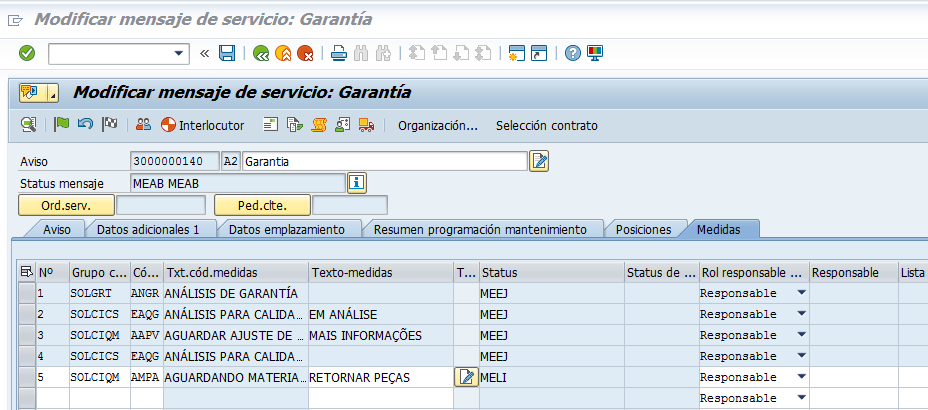 Modificar mensaje de servicio: Garantía
Modificar mensaje de servicio: Garantía
Interlocutor Organización... Selección contrato
Aviso 3000000140 A2 Garantia
Status mensaje MEAB MEAB
Ord.serv. Ped.clte.
Aviso Datos adicionales 1 Datos emplazamiento Resumen programación mantenimiento Posiciones Medidas
Nº Grupo c... Có... Txt.cód.medidas Texto-medidas T... Status Status de ... Rol responsable ... Responsable Lista
1 SOLGRT ANGR ANÁLISIS DE GARANTÍA MEEJ Responsable
2 SOLCICS EAQG ANÁLISIS PARA CALIDA... EM ANÁLISE MEEJ Responsable
3 SOLCIQM AAPV AGUARDAR AJUSTE DE ... MAIS INFORMAÇÕES MEEJ Responsable
4 SOLCICS EAQG ANÁLISIS PARA CALIDA... MEEJ Responsable
5 SOLCIQM AMPA AGUARDANDO MATERIA... RETORNAR PEÇAS MELI Responsable
Responsable